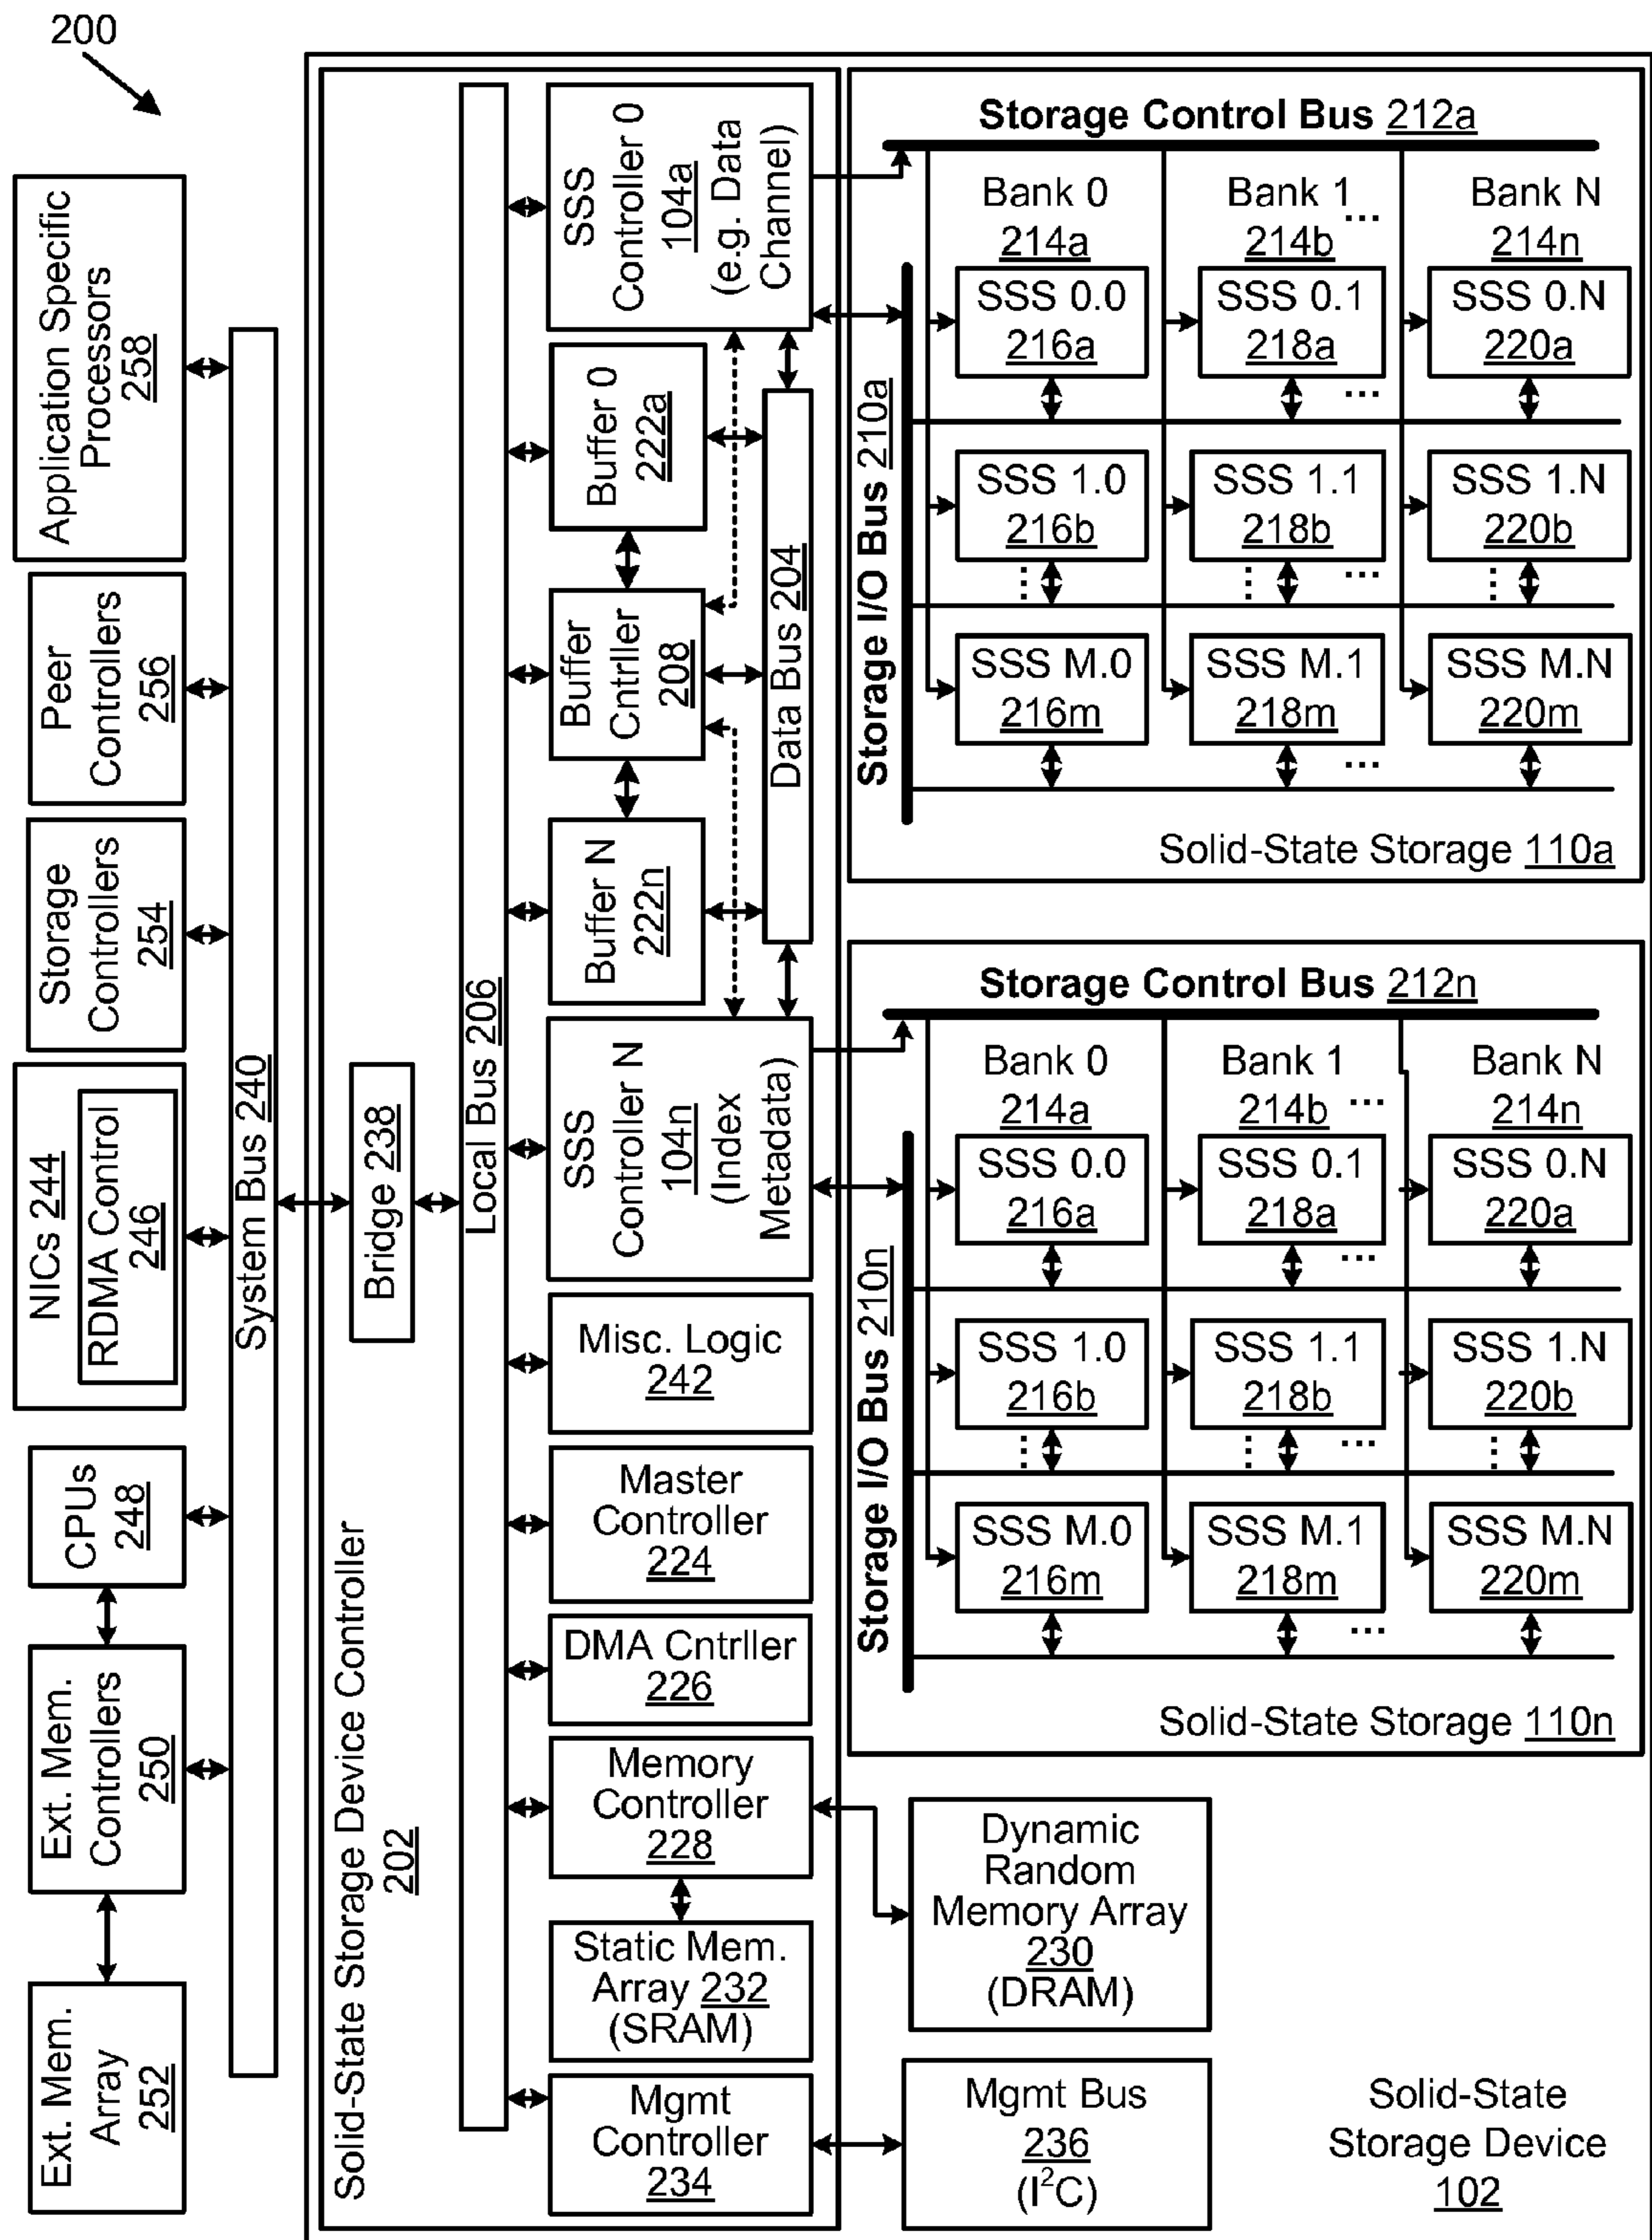 200
Application Specific
Processors
258
Peer
Controllers
256
Storage
Controllers
254
NICs 244
RDMA Control
246
CPUs
248
Ext. Mem.
Controllers
250
Ext. Mem.
Array
252
System Bus 240
Solid-State Storage Device Controller
202
Bridge 238
Local Bus 206
SSS
Controller 0
104a
(e.g. Data
Channel)
Buffer 0
222a
Buffer
Cntrller
208
Buffer N
222n
Data Bus 204
SSS
Controller N
104n
(Index
Metadata)
Misc. Logic
242
Master
Controller
224
DMA Cntrller
226
Memory
Controller
228
Static Mem.
Array 232
(SRAM)
Mgmt
Controller
234
Storage Control Bus 212a
Bank 0
214a
Bank 1
214b
...
Bank N
214n
Storage I/O Bus 210a
SSS 0.0
216a
SSS 0.1
218a
SSS 0.N
220a
...
SSS 1.0
216b
SSS 1.1
218b
SSS 1.N
220b
... ... ... ...
SSS M.0
216m
SSS M.1
218m
SSS M.N
220m
...
Solid-State Storage 110a
Storage Control Bus 212n
Bank 0
214a
Bank 1
214b
...
Bank N
214n
Storage I/O Bus 210n
SSS 0.0
216a
SSS 0.1
218a
SSS 0.N
220a
...
SSS 1.0
216b
SSS 1.1
218b
SSS 1.N
220b
... ... ... ...
SSS M.0
216m
SSS M.1
218m
SSS M.N
220m
...
Solid-State Storage 110n
Dynamic
Random
Memory Array
230
(DRAM)
Mgmt Bus
236
(I²C)
Solid-State
Storage Device
102